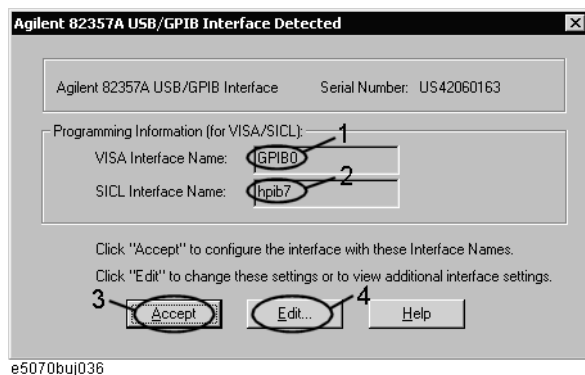 Agilent 82357A USB/GPIB Interface Detected
Agilent 82357A USB/GPIB Interface Serial Number: US42060163
Programming Information (for VISA/SICL): 1
VISA Interface Name: GPIB0
2
SICL Interface Name: hpib7
Click "Accept" to configure the interface with these Interface Names.
Click "Edit" to change these settings or to view additional interface settings.
3 4
Accept Edit... Help
e5070buj036